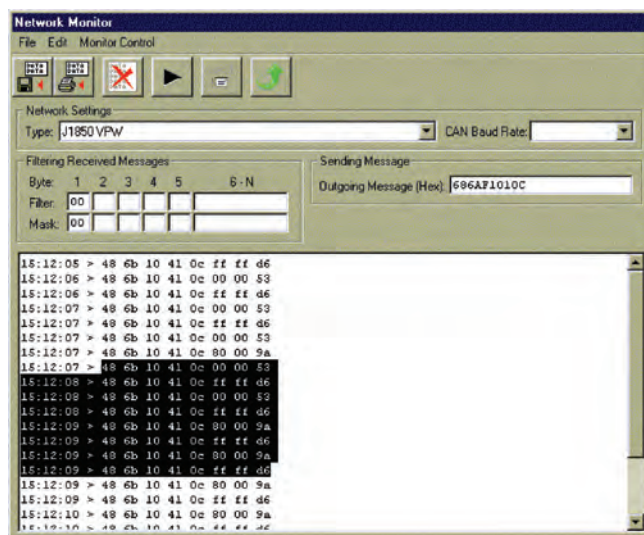 Network Monitor
File Edit Monitor Control
Network Settings
Type: J1850 VPW CAN Baud Rate:
Filtering Received Messages Sending Message
Byte: 1 2 3 4 5 6 - N
Outgoing Message (Hex): 686AF1010C
Filter: 00
Mask: 00
15:12:05 > 48 6b 10 41 0c ff ff d6
15:12:06 > 48 6b 10 41 0c 00 00 53
15:12:06 > 48 6b 10 41 0c ff ff d6
15:12:07 > 48 6b 10 41 0c 00 00 53
15:12:07 > 48 6b 10 41 0c ff ff d6
15:12:07 > 48 6b 10 41 0c 00 00 53
15:12:07 > 48 6b 10 41 0c 80 00 9a
15:12:07 > 48 6b 10 41 0c 00 00 53
15:12:08 > 48 6b 10 41 0c ff ff d6
15:12:08 > 48 6b 10 41 0c 00 00 53
15:12:08 > 48 6b 10 41 0c ff ff d6
15:12:09 > 48 6b 10 41 0c 80 00 9a
15:12:09 > 48 6b 10 41 0c ff ff d6
15:12:09 > 48 6b 10 41 0c 80 00 9a
15:12:09 > 48 6b 10 41 0c ff ff d6
15:12:09 > 48 6b 10 41 0c 80 00 9a
15:12:09 > 48 6b 10 41 0c ff ff d6
15:12:10 > 48 6b 10 41 0c 80 00 9a
15:12:10 > 48 6b 10 41 0c ff ff d6